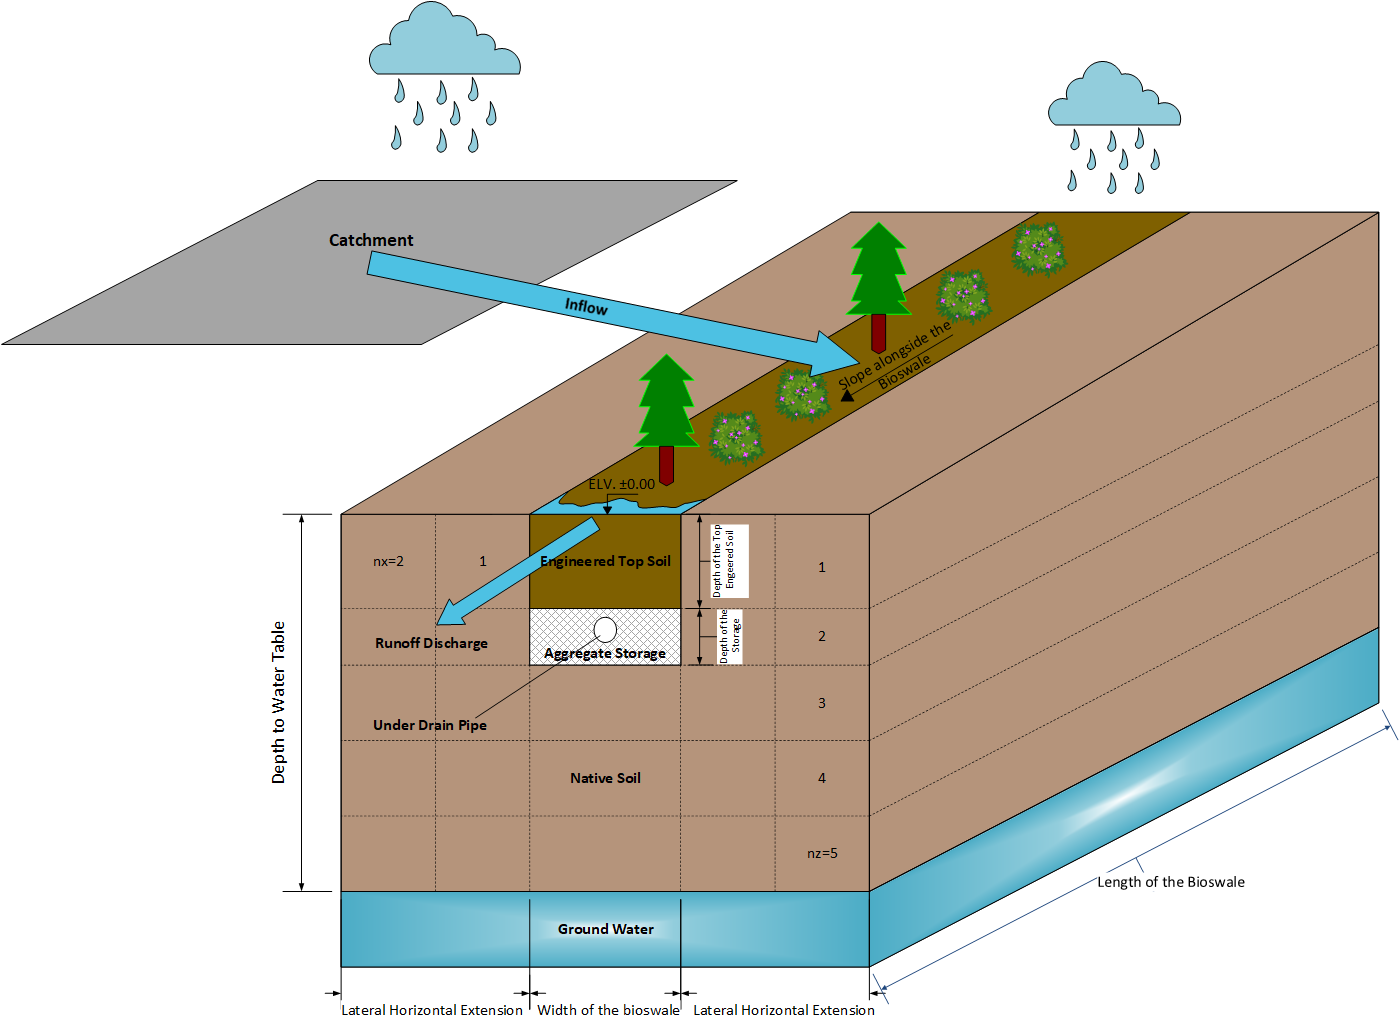 Catchment
Inflow
Slope alongside the
Bioswale
ELV. ±0.00
nx=2
1
Engineered Top Soil
Depth of the Top
Engeered Soil
1
Runoff Discharge
Aggregate Storage
Depth of the
Storage
2
Depth to Water Table
Under Drain Pipe
3
Native Soil
4
nz=5
Length of the Bioswale
Ground Water
Lateral Horizontal Extension
Width of the bioswale
Lateral Horizontal Extension